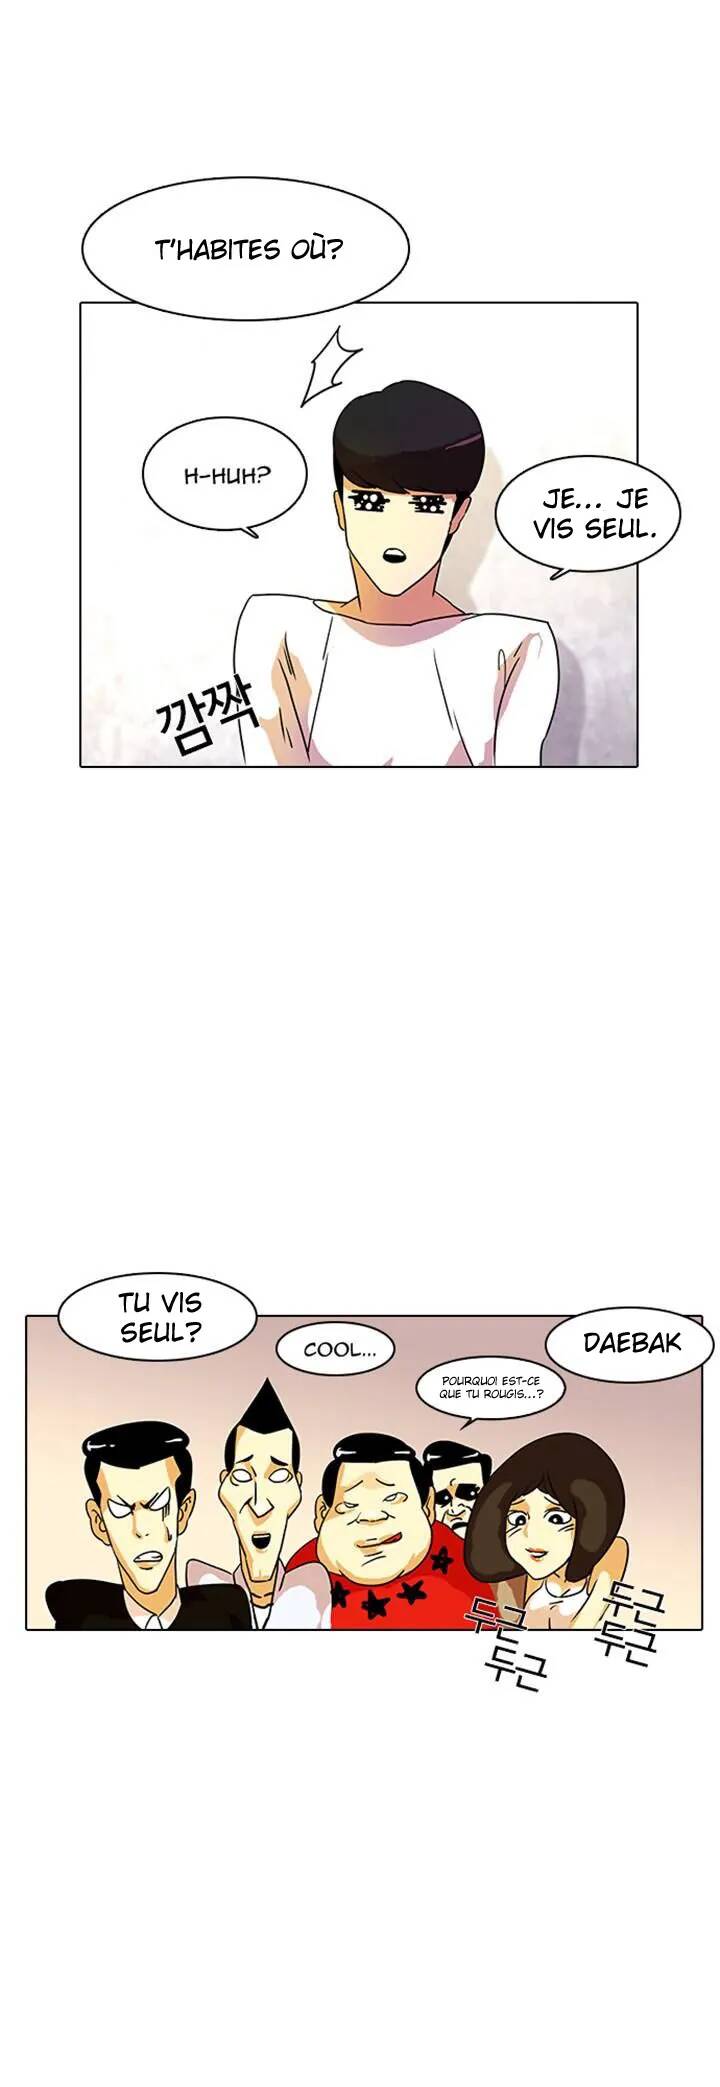 T'HABITES OÙ?
H-HUH?
JE... JE
VIS SEUL.
깜짝
TU VIS
SEUL?
COOL...
POURQUOI EST-CE
QUE TU ROUGIS...?
DAEBAK
두근
두근
두근
두근